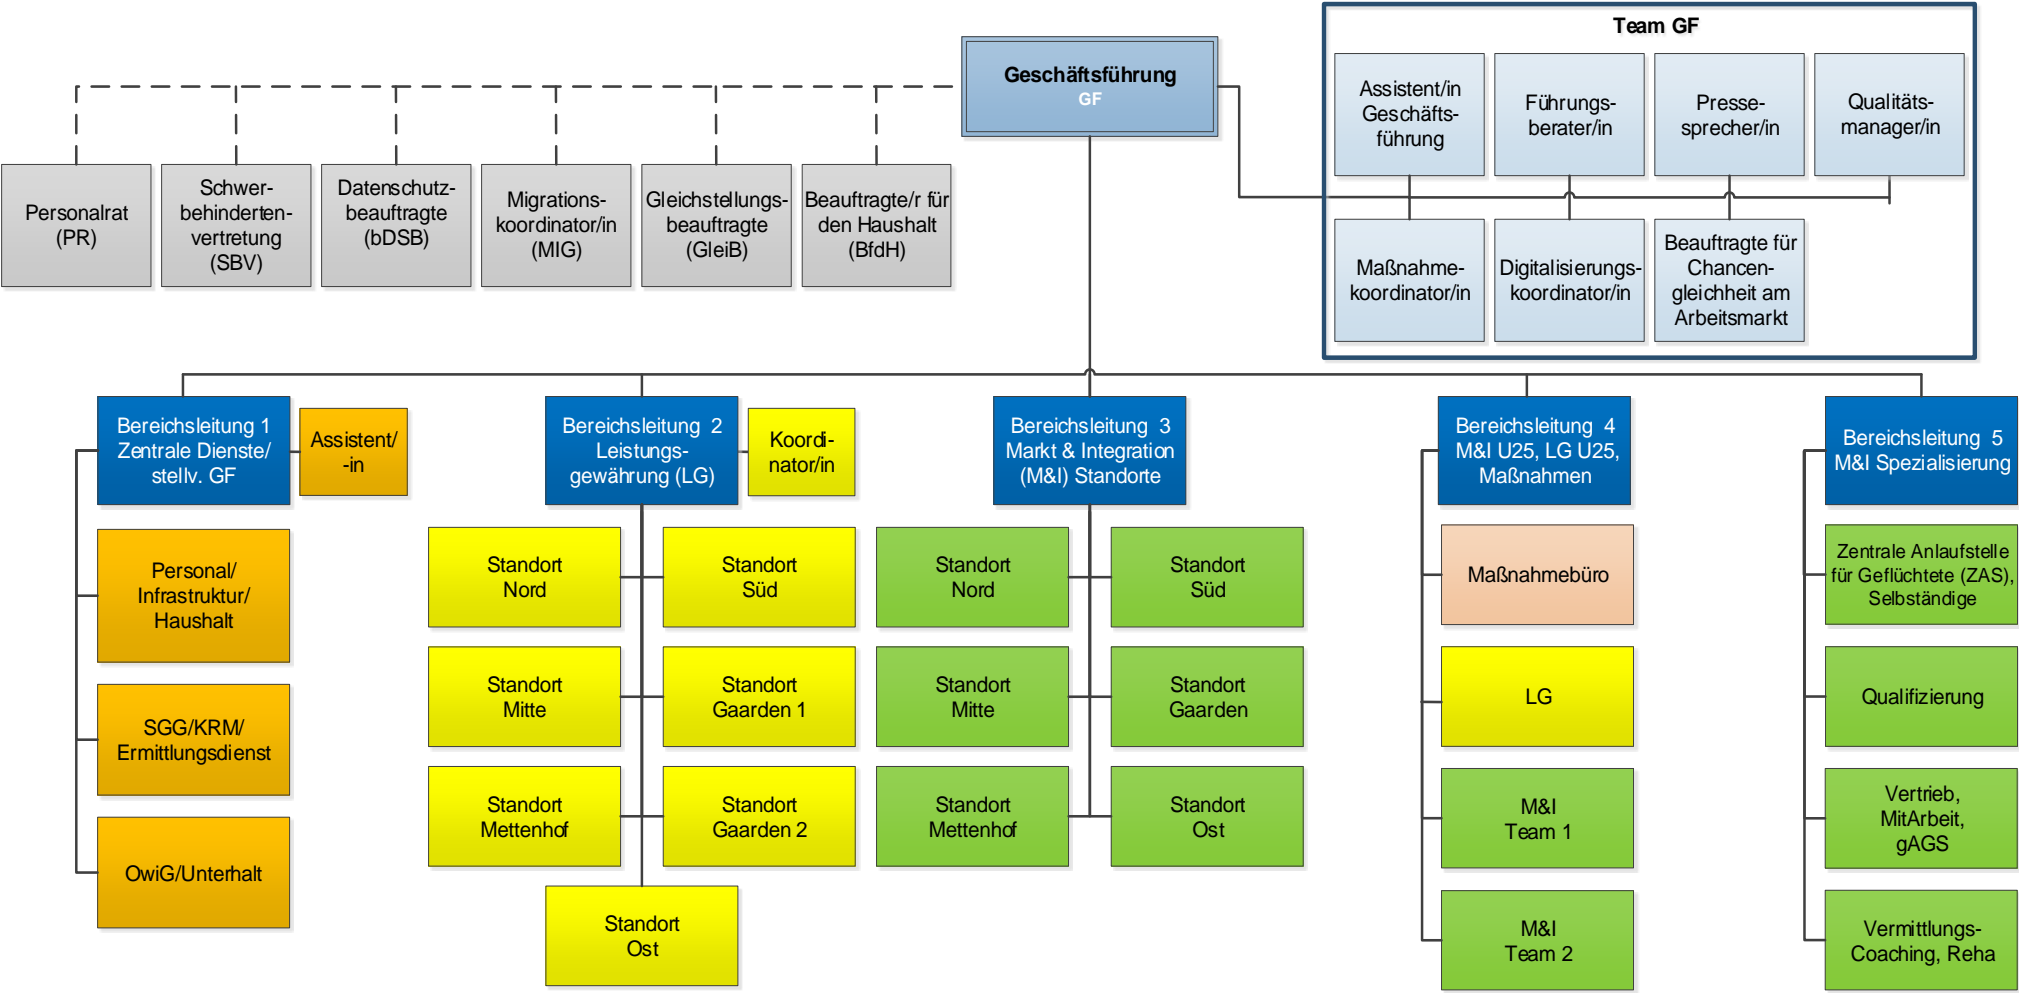 Team GF
Geschäftsführung
GF
Assistent/in
Geschäfts-
führung
Führungs-
berater/in
Presse-
sprecher/in
Qualitäts-
manager/in
Personalrat
(PR)
Schwer-
behinderten-
vertretung
(SBV)
Datenschutz-
beauftragte
(bDSB)
Migrations-
koordinator/in
(MIG)
Gleichstellungs-
beauftragte
(GleiB)
Beauftragte/r für
den Haushalt
(BfdH)
Maßnahme-
koordinator/in
Digitalisierungs-
koordinator/in
Beauftragte für
Chancen-
gleichheit am
Arbeitsmarkt
Bereichsleitung 1
Zentrale Dienste/
stellv. GF
Assistent/
-in
Bereichsleitung 2
Leistungs-
gewährung (LG)
Koordi-
nator/in
Bereichsleitung 3
Markt & Integration
(M&I) Standorte
Bereichsleitung 4
M&I U25, LG U25,
Maßnahmen
Bereichsleitung 5
M&I Spezialisierung
Personal/
Infrastruktur/
Haushalt
SGG/KRM/
Ermittlungsdienst
OwiG/Unterhalt
Standort
Nord
Standort
Süd
Standort
Mitte
Standort
Gaarden 1
Standort
Mettenhof
Standort
Gaarden 2
Standort
Ost
Standort
Nord
Standort
Süd
Standort
Mitte
Standort
Gaarden
Standort
Mettenhof
Standort
Ost
Maßnahmebüro
LG
M&I
Team 1
M&I
Team 2
Zentrale Anlaufstelle
für Geflüchtete (ZAS),
Selbständige
Qualifizierung
Vertrieb,
MitArbeit,
gAGS
Vermittlungs-
Coaching, Reha